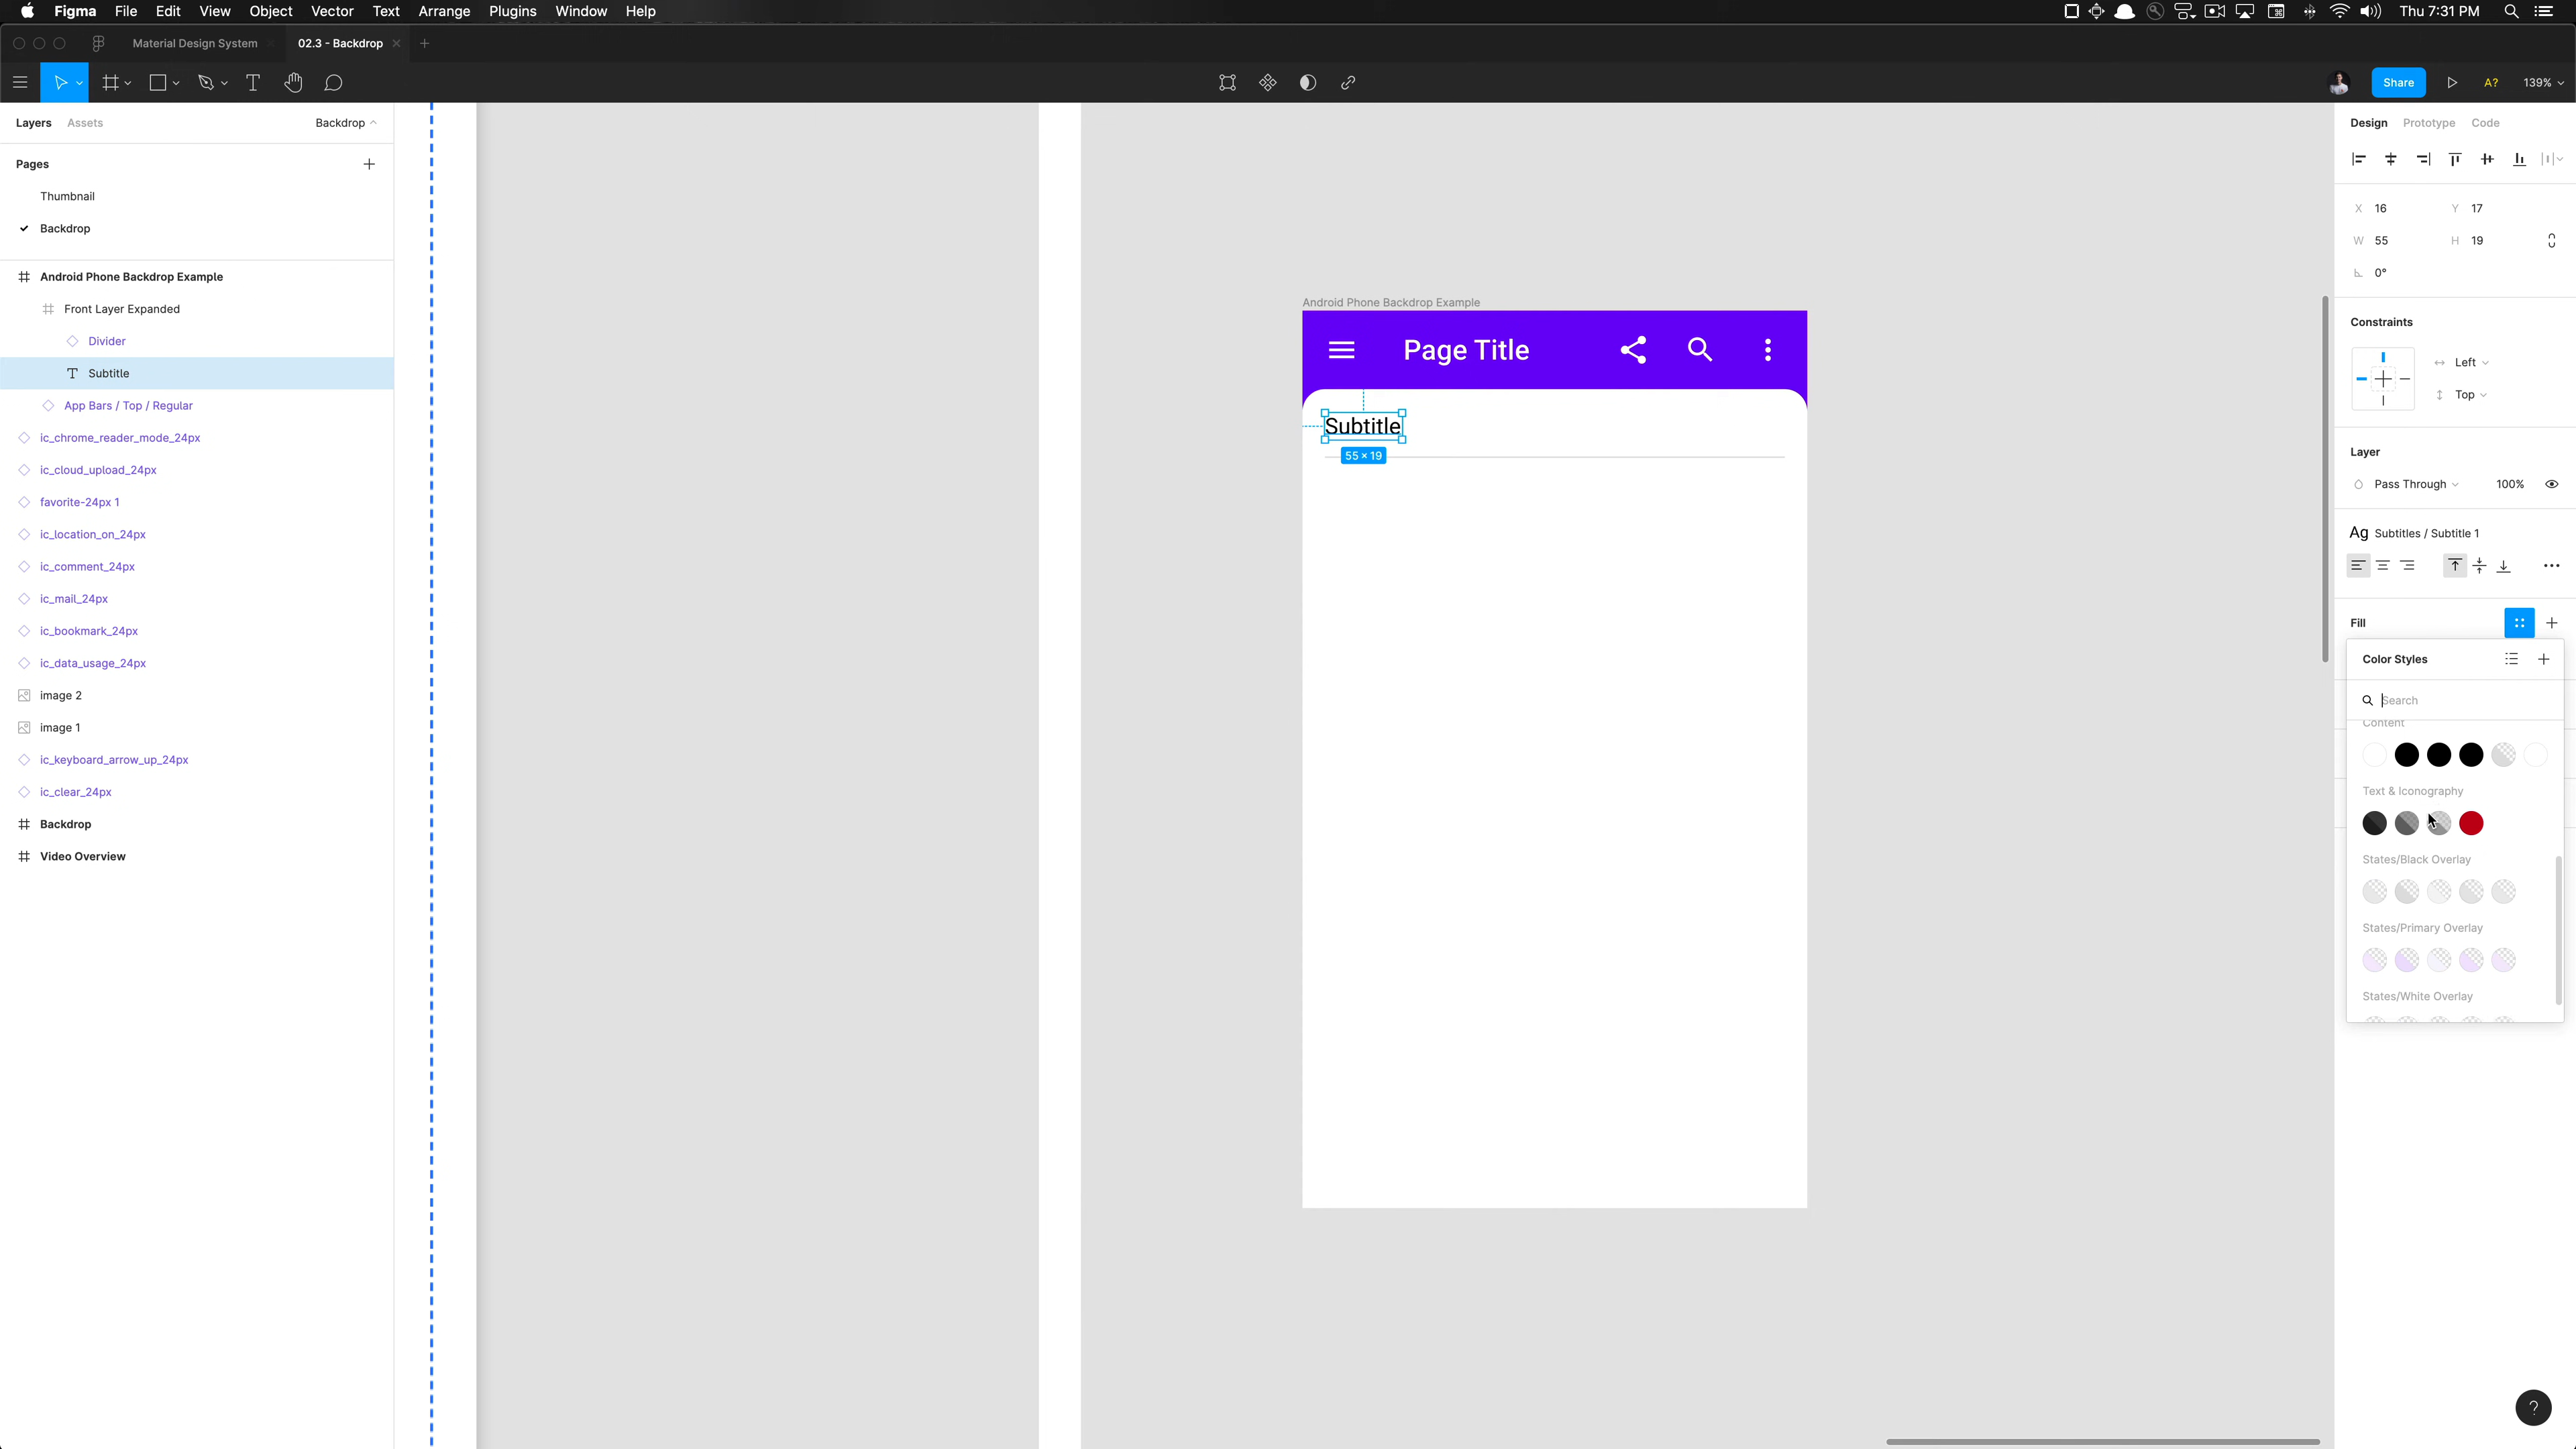 Figma File Edit View Object Vector Text Arrange Plugins Window Help Thu 7:31 PM
Material Design System 02.3 - Backdrop
Share A? 139%
Layers Assets Backdrop
Pages
Thumbnail
Backdrop
Android Phone Backdrop Example
Front Layer Expanded
Divider
Subtitle
App Bars / Top / Regular
ic_chrome_reader_mode_24px
ic_cloud_upload_24px
favorite-24px 1
ic_location_on_24px
ic_comment_24px
ic_mail_24px
ic_bookmark_24px
ic_data_usage_24px
image 2
image 1
ic_keyboard_arrow_up_24px
ic_clear_24px
Backdrop
Video Overview
Android Phone Backdrop Example
Page Title
Subtitle
55 × 19
Design Prototype Code
X 16 Y 17
W 55 H 19
0°
Constraints
Left
Top
Layer
Pass Through 100%
Ag Subtitles / Subtitle 1
Fill
Color Styles
Search
Content
Text & Iconography
States/Black Overlay
States/Primary Overlay
States/White Overlay
?